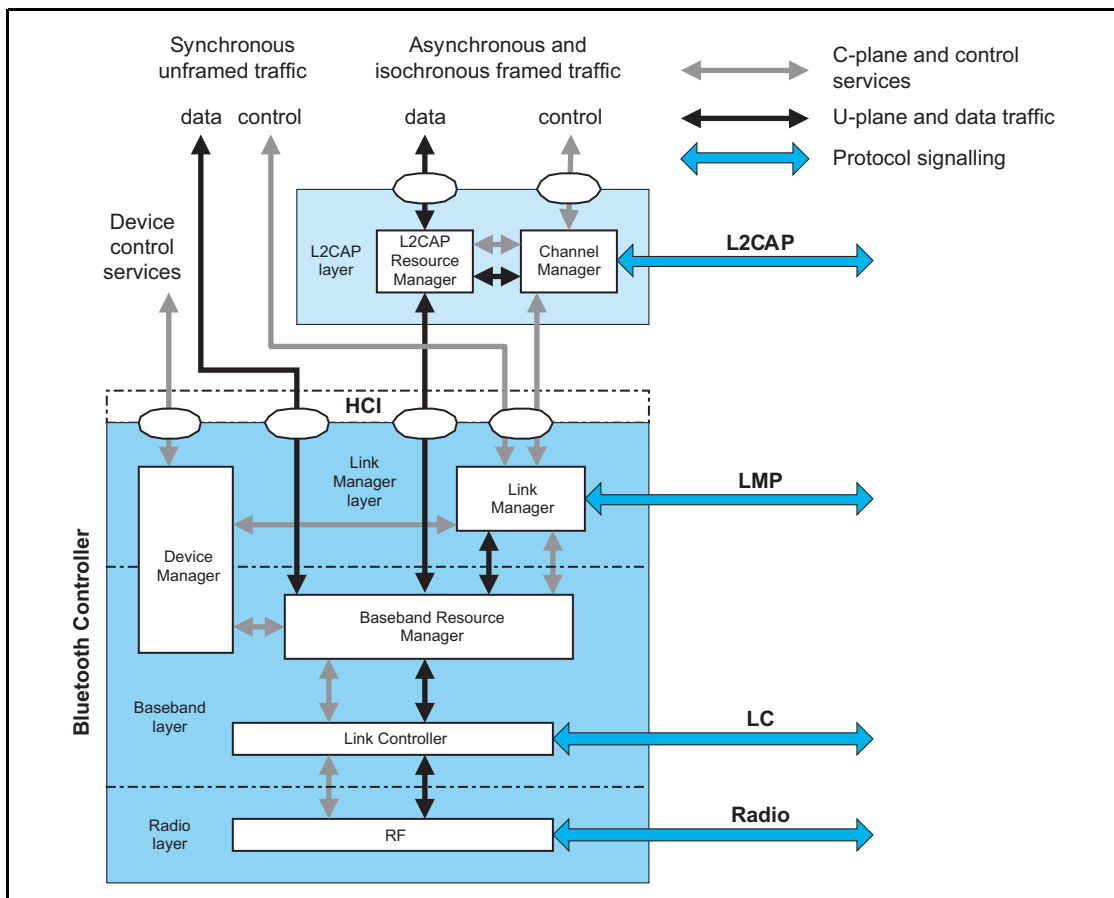 Synchronous
unframed traffic
Asynchronous and
isochronous framed traffic
C-plane and control
services
U-plane and data traffic
Protocol signalling
data
control
data
control
Device
control
services
L2CAP
layer
L2CAP
Resource
Manager
Channel
Manager
L2CAP
HCI
Link
Manager
layer
Link
Manager
LMP
Device
Manager
Bluetooth Controller
Baseband Resource
Manager
Baseband
layer
Link Controller
LC
Radio
layer
RF
Radio